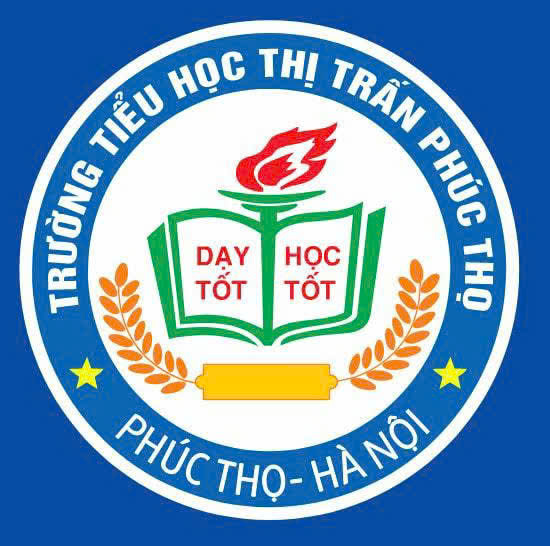 TRƯỜNG TIỂU HỌC THỊ TRẤN PHÚC THỌ
DẠY
TỐT
HỌC
TỐT
PHÚC THỌ - HÀ NỘI